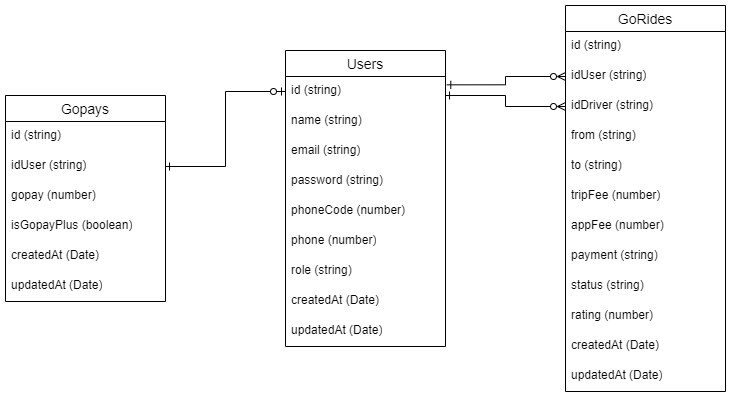 Gopays
id (string)
idUser (string)
gopay (number)
isGopayPlus (boolean)
createdAt (Date)
updatedAt (Date)
Users
id (string)
name (string)
email (string)
password (string)
phoneCode (number)
phone (number)
role (string)
createdAt (Date)
updatedAt (Date)
GoRides
id (string)
idUser (string)
idDriver (string)
from (string)
to (string)
tripFee (number)
appFee (number)
payment (string)
status (string)
rating (number)
createdAt (Date)
updatedAt (Date)